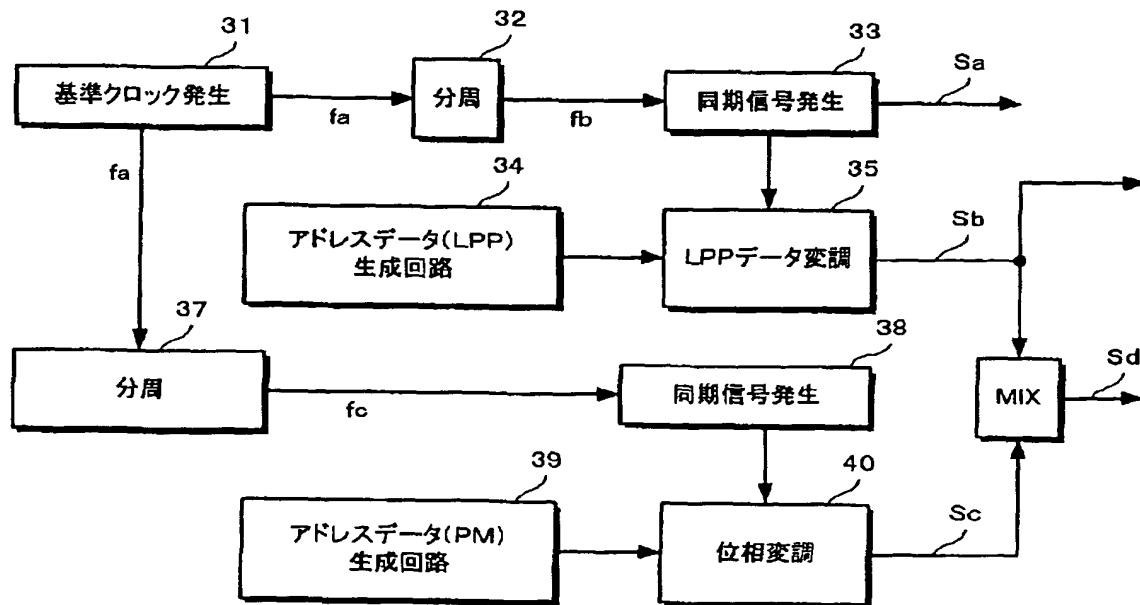 31
基準クロック発生
fa
32
分周
fb
33
同期信号発生
Sa
fa
34
アドレスデータ(LPP)
生成回路
35
LPPデータ変調
Sb
37
分周
fc
38
同期信号発生
MIX
Sd
39
アドレスデータ(PM)
生成回路
40
位相変調
Sc